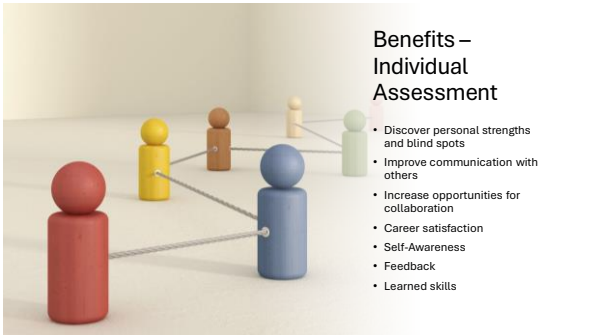 Benefits –
Individual
Assessment
• Discover personal strengths
and blind spots
• Improve communication with
others
• Increase opportunities for
collaboration
• Career satisfaction
• Self-Awareness
• Feedback
• Learned skills